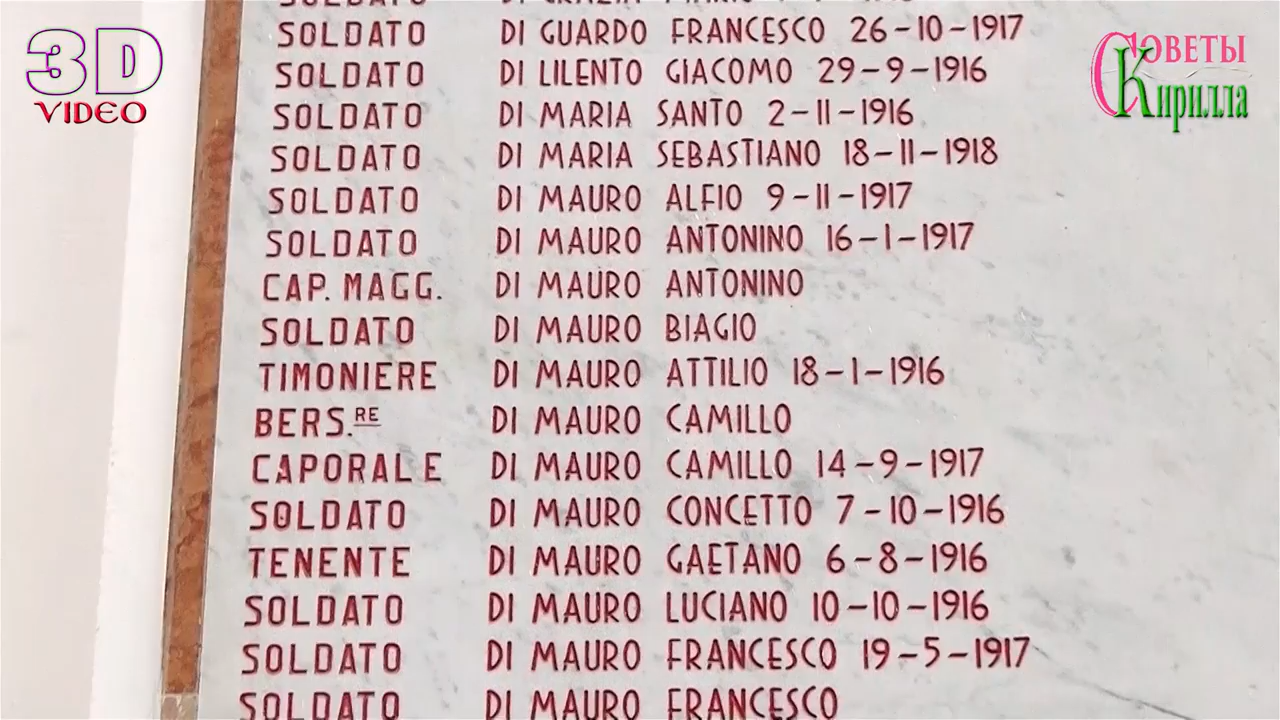 3D
VIDEO
Советы
Кирилла
SOLDATO DI GRAZIA MARIO
SOLDATO DI GUARDO FRANCESCO 26-10-1917
SOLDATO DI LILENTO GIACOMO 29-9-1916
SOLDATO DI MARIA SANTO 2-11-1916
SOLDATO DI MARIA SEBASTIANO 18-11-1918
SOLDATO DI MAURO ALFIO 9-11-1917
SOLDATO DI MAURO ANTONINO 16-1-1917
CAP. MAGG. DI MAURO ANTONINO
SOLDATO DI MAURO BIAGIO
TIMONIERE DI MAURO ATTILIO 18-1-1916
BERS.RE DI MAURO CAMILLO
CAPORALE DI MAURO CAMILLO 14-9-1917
SOLDATO DI MAURO CONCETTO 7-10-1916
TENENTE DI MAURO GAETANO 6-8-1916
SOLDATO DI MAURO LUCIANO 10-10-1916
SOLDATO DI MAURO FRANCESCO 19-5-1917
SOLDATO DI MAURO FRANCESCO